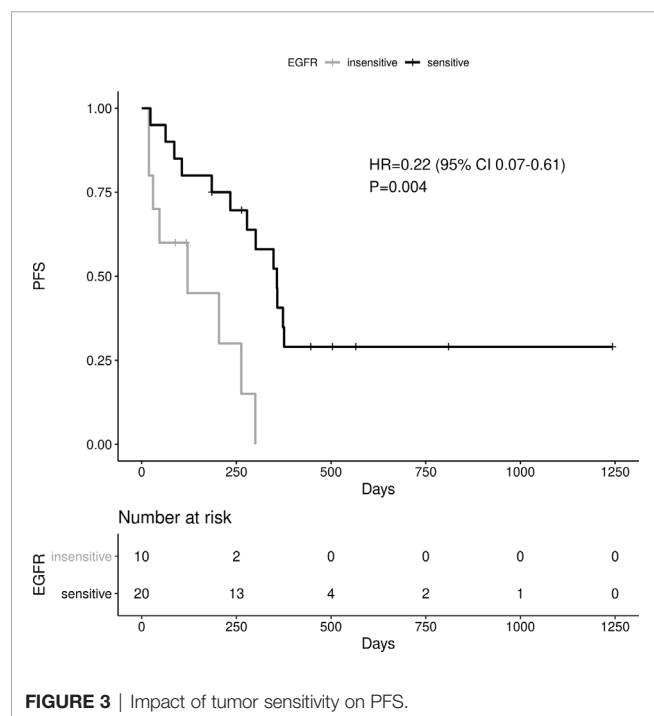 EGFR insensitive sensitive
1.00
0.75
0.50
0.25
0.00
PFS
HR=0.22 (95% CI 0.07-0.61)
P=0.004
0 250 500 750 1000 1250
Days
Number at risk
EGFR
insensitive 10 2 0 0 0 0
sensitive 20 13 4 2 1 0
0 250 500 750 1000 1250
Days
FIGURE 3 | Impact of tumor sensitivity on PFS.